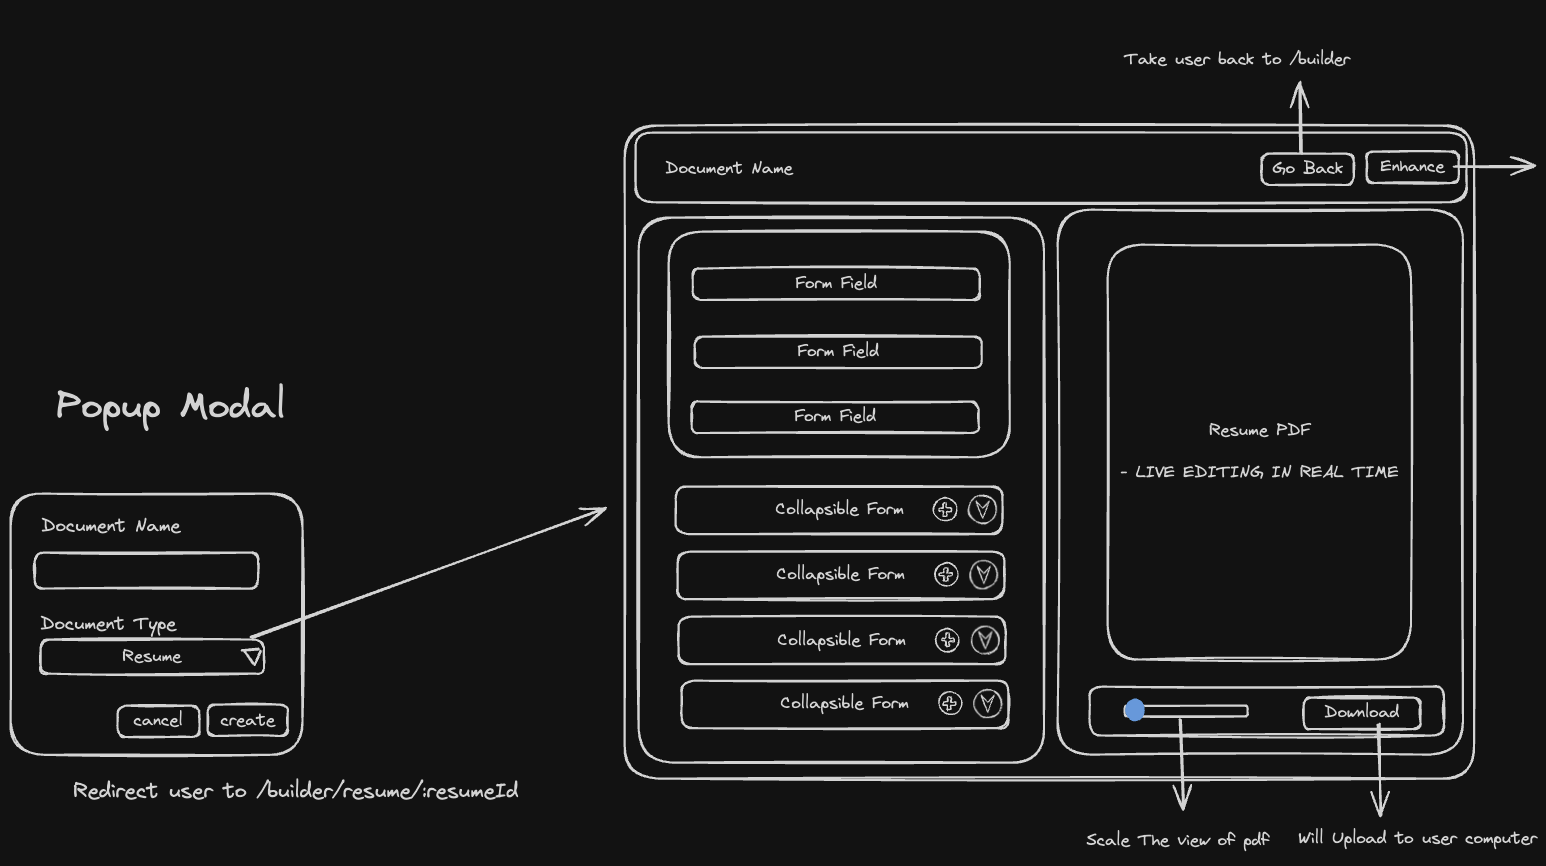 Take user back to /builder
Document Name
Go Back
Enhance
Form Field
Form Field
Form Field
Collapsible Form
Collapsible Form
Collapsible Form
Collapsible Form
Resume PDF
- LIVE EDITING IN REAL TIME
Download
Scale The view of pdf
Will Upload to user computer
Popup Modal
Document Name
Document Type
Resume
cancel
create
Redirect user to /builder/resume/:resumeId